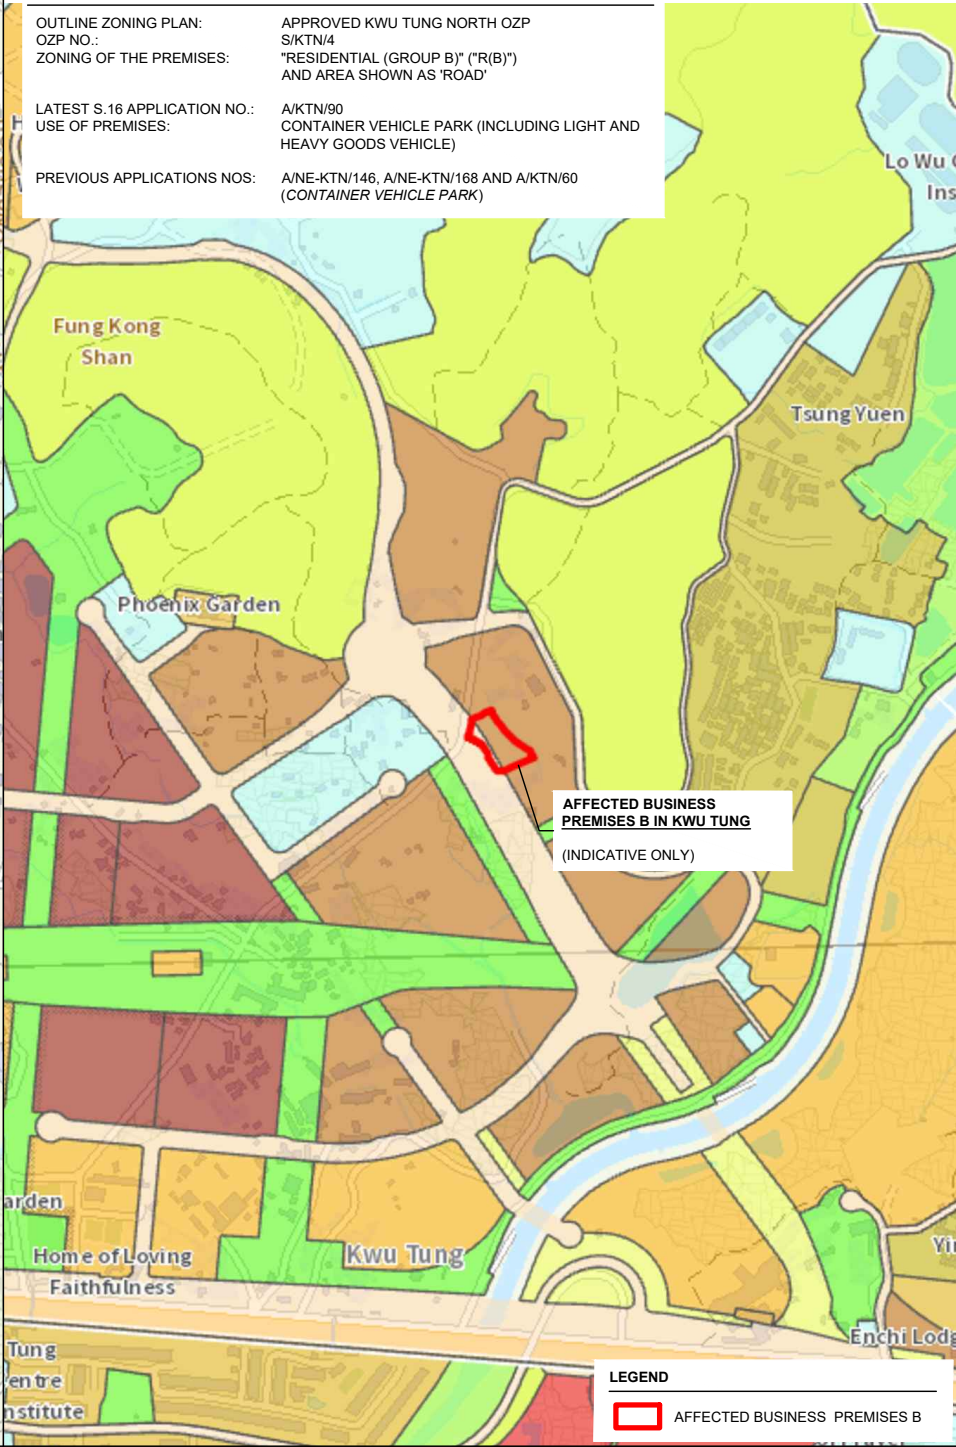 OUTLINE ZONING PLAN: APPROVED KWU TUNG NORTH OZP
OZP NO.: S/KTN/4
ZONING OF THE PREMISES: "RESIDENTIAL (GROUP B)" ("R(B)")
AND AREA SHOWN AS 'ROAD'
LATEST S.16 APPLICATION NO.: A/KTN/90
USE OF PREMISES: CONTAINER VEHICLE PARK (INCLUDING LIGHT AND
HEAVY GOODS VEHICLE)
PREVIOUS APPLICATIONS NOS: A/NE-KTN/146, A/NE-KTN/168 AND A/KTN/60
(CONTAINER VEHICLE PARK)
Lo Wu
Ins
Fung Kong
Shan
Tsung Yuen
Phoenix Garden
AFFECTED BUSINESS
PREMISES B IN KWU TUNG
(INDICATIVE ONLY)
arden
Home of Loving
Faithfulness
Kwu Tung
Yi
Enchi Lodg
Tung
entre
nstitute
LEGEND
AFFECTED BUSINESS PREMISES B